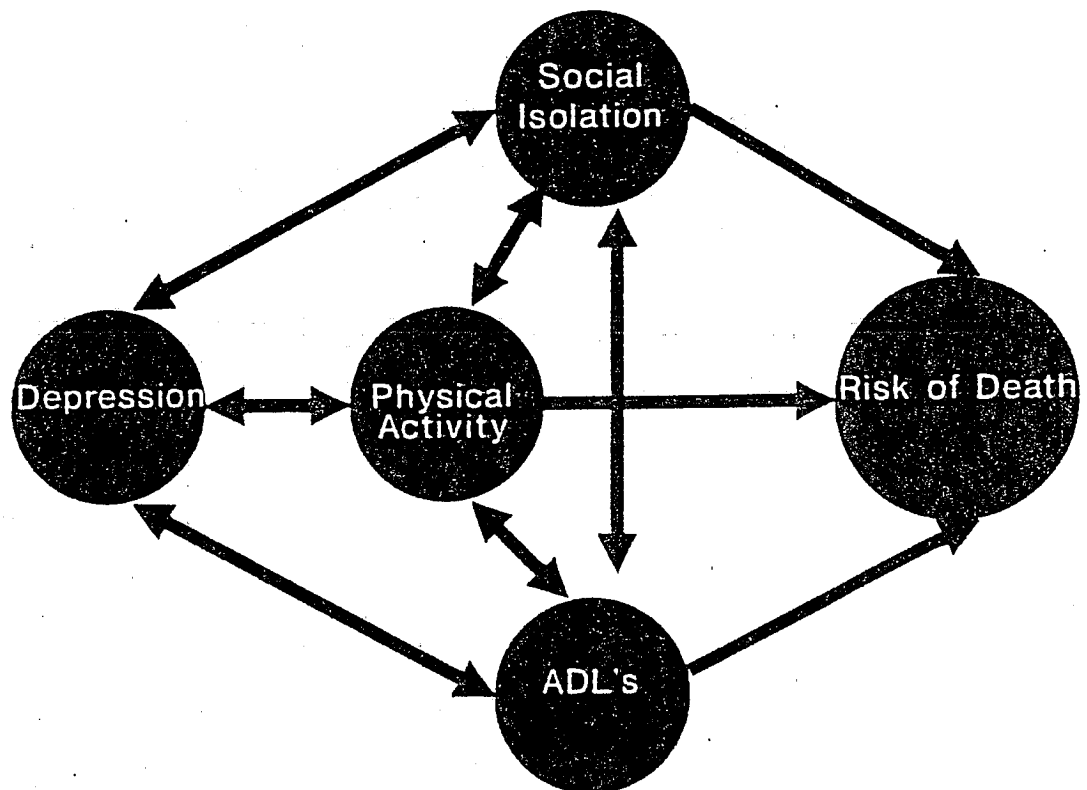 Social
Isolation
Depression
Physical
Activity
Risk of Death
ADL's